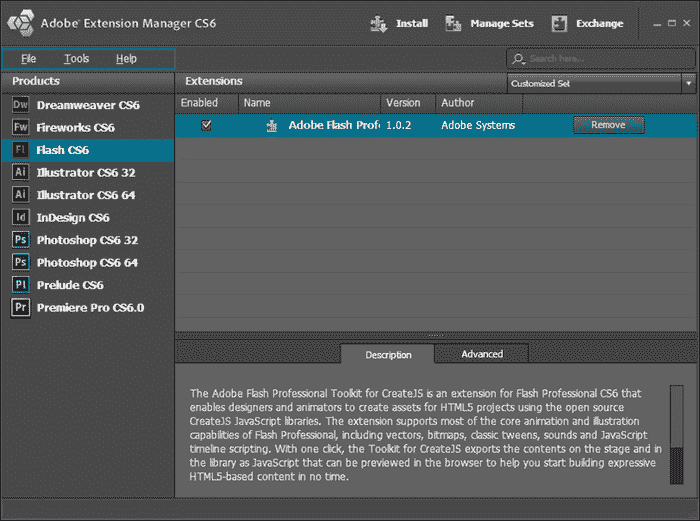 Adobe® Extension Manager CS6
Install
Manage Sets
Exchange
File
Tools
Help
Search here...
Products
Extensions
Customized Set
Dw Dreamweaver CS6
Fw Fireworks CS6
Fl Flash CS6
Ai Illustrator CS6 32
Ai Illustrator CS6 64
Id InDesign CS6
Ps Photoshop CS6 32
Ps Photoshop CS6 64
Pl Prelude CS6
Pr Premiere Pro CS6.0
Enabled Name Version Author
Adobe Flash Prof 1.0.2 Adobe Systems Remove
Description Advanced
The Adobe Flash Professional Toolkit for CreateJS is an extension for Flash Professional CS6 that
enables designers and animators to create assets for HTML5 projects using the open source
CreateJS JavaScript libraries. The extension supports most of the core animation and illustration
capabilities of Flash Professional, including vectors, bitmaps, classic tweens, sounds and JavaScript
timeline scripting. With one click, the Toolkit for CreateJS exports the contents on the stage and in
the library as JavaScript that can be previewed in the browser to help you start building expressive
HTML5-based content in no time.